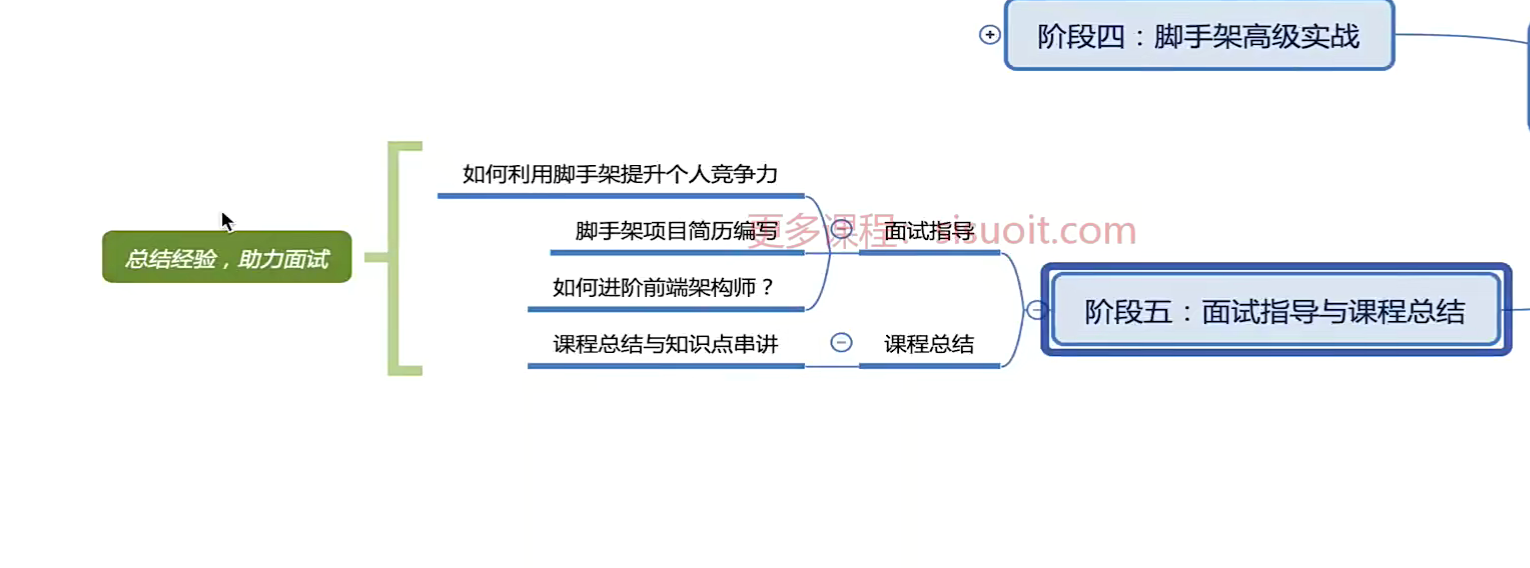 阶段四：脚手架高级实战
如何利用脚手架提升个人竞争力
脚手架项目简历编写
面试指导
更多课程：sisuoit.com
总结经验，助力面试
如何进阶前端架构师？
阶段五：面试指导与课程总结
课程总结与知识点串讲
课程总结